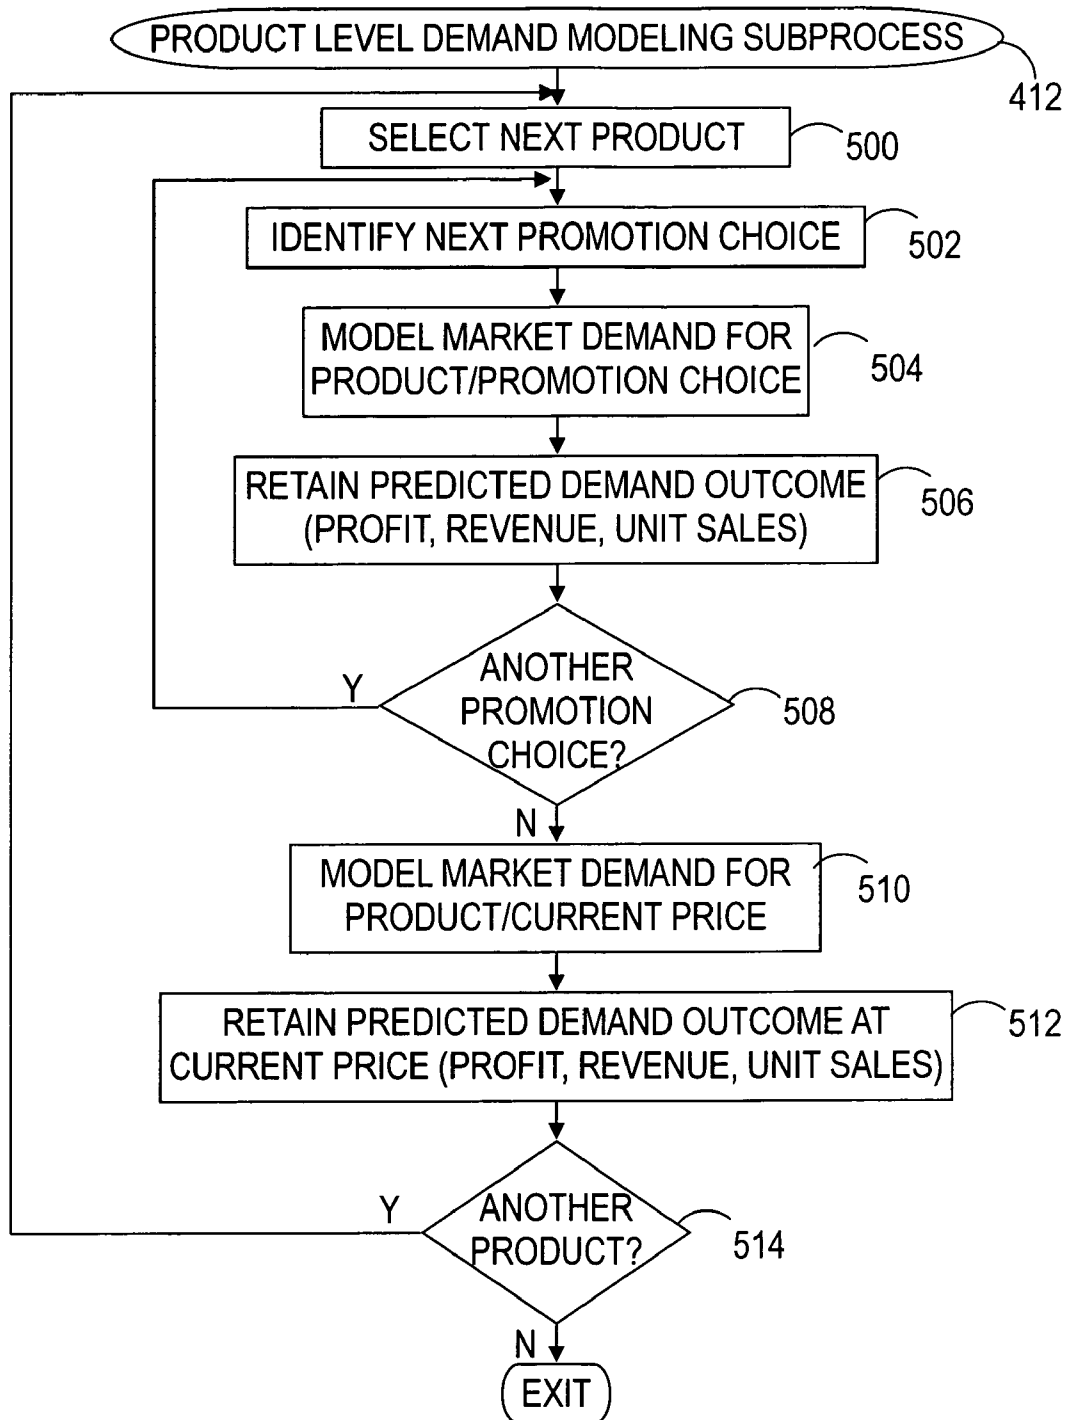 PRODUCT LEVEL DEMAND MODELING SUBPROCESS
412
SELECT NEXT PRODUCT
500
IDENTIFY NEXT PROMOTION CHOICE
502
MODEL MARKET DEMAND FOR
PRODUCT/PROMOTION CHOICE
504
RETAIN PREDICTED DEMAND OUTCOME
(PROFIT, REVENUE, UNIT SALES)
506
ANOTHER
PROMOTION
CHOICE?
508
Y
N
MODEL MARKET DEMAND FOR
PRODUCT/CURRENT PRICE
510
RETAIN PREDICTED DEMAND OUTCOME AT
CURRENT PRICE (PROFIT, REVENUE, UNIT SALES)
512
ANOTHER
PRODUCT?
514
Y
N
EXIT